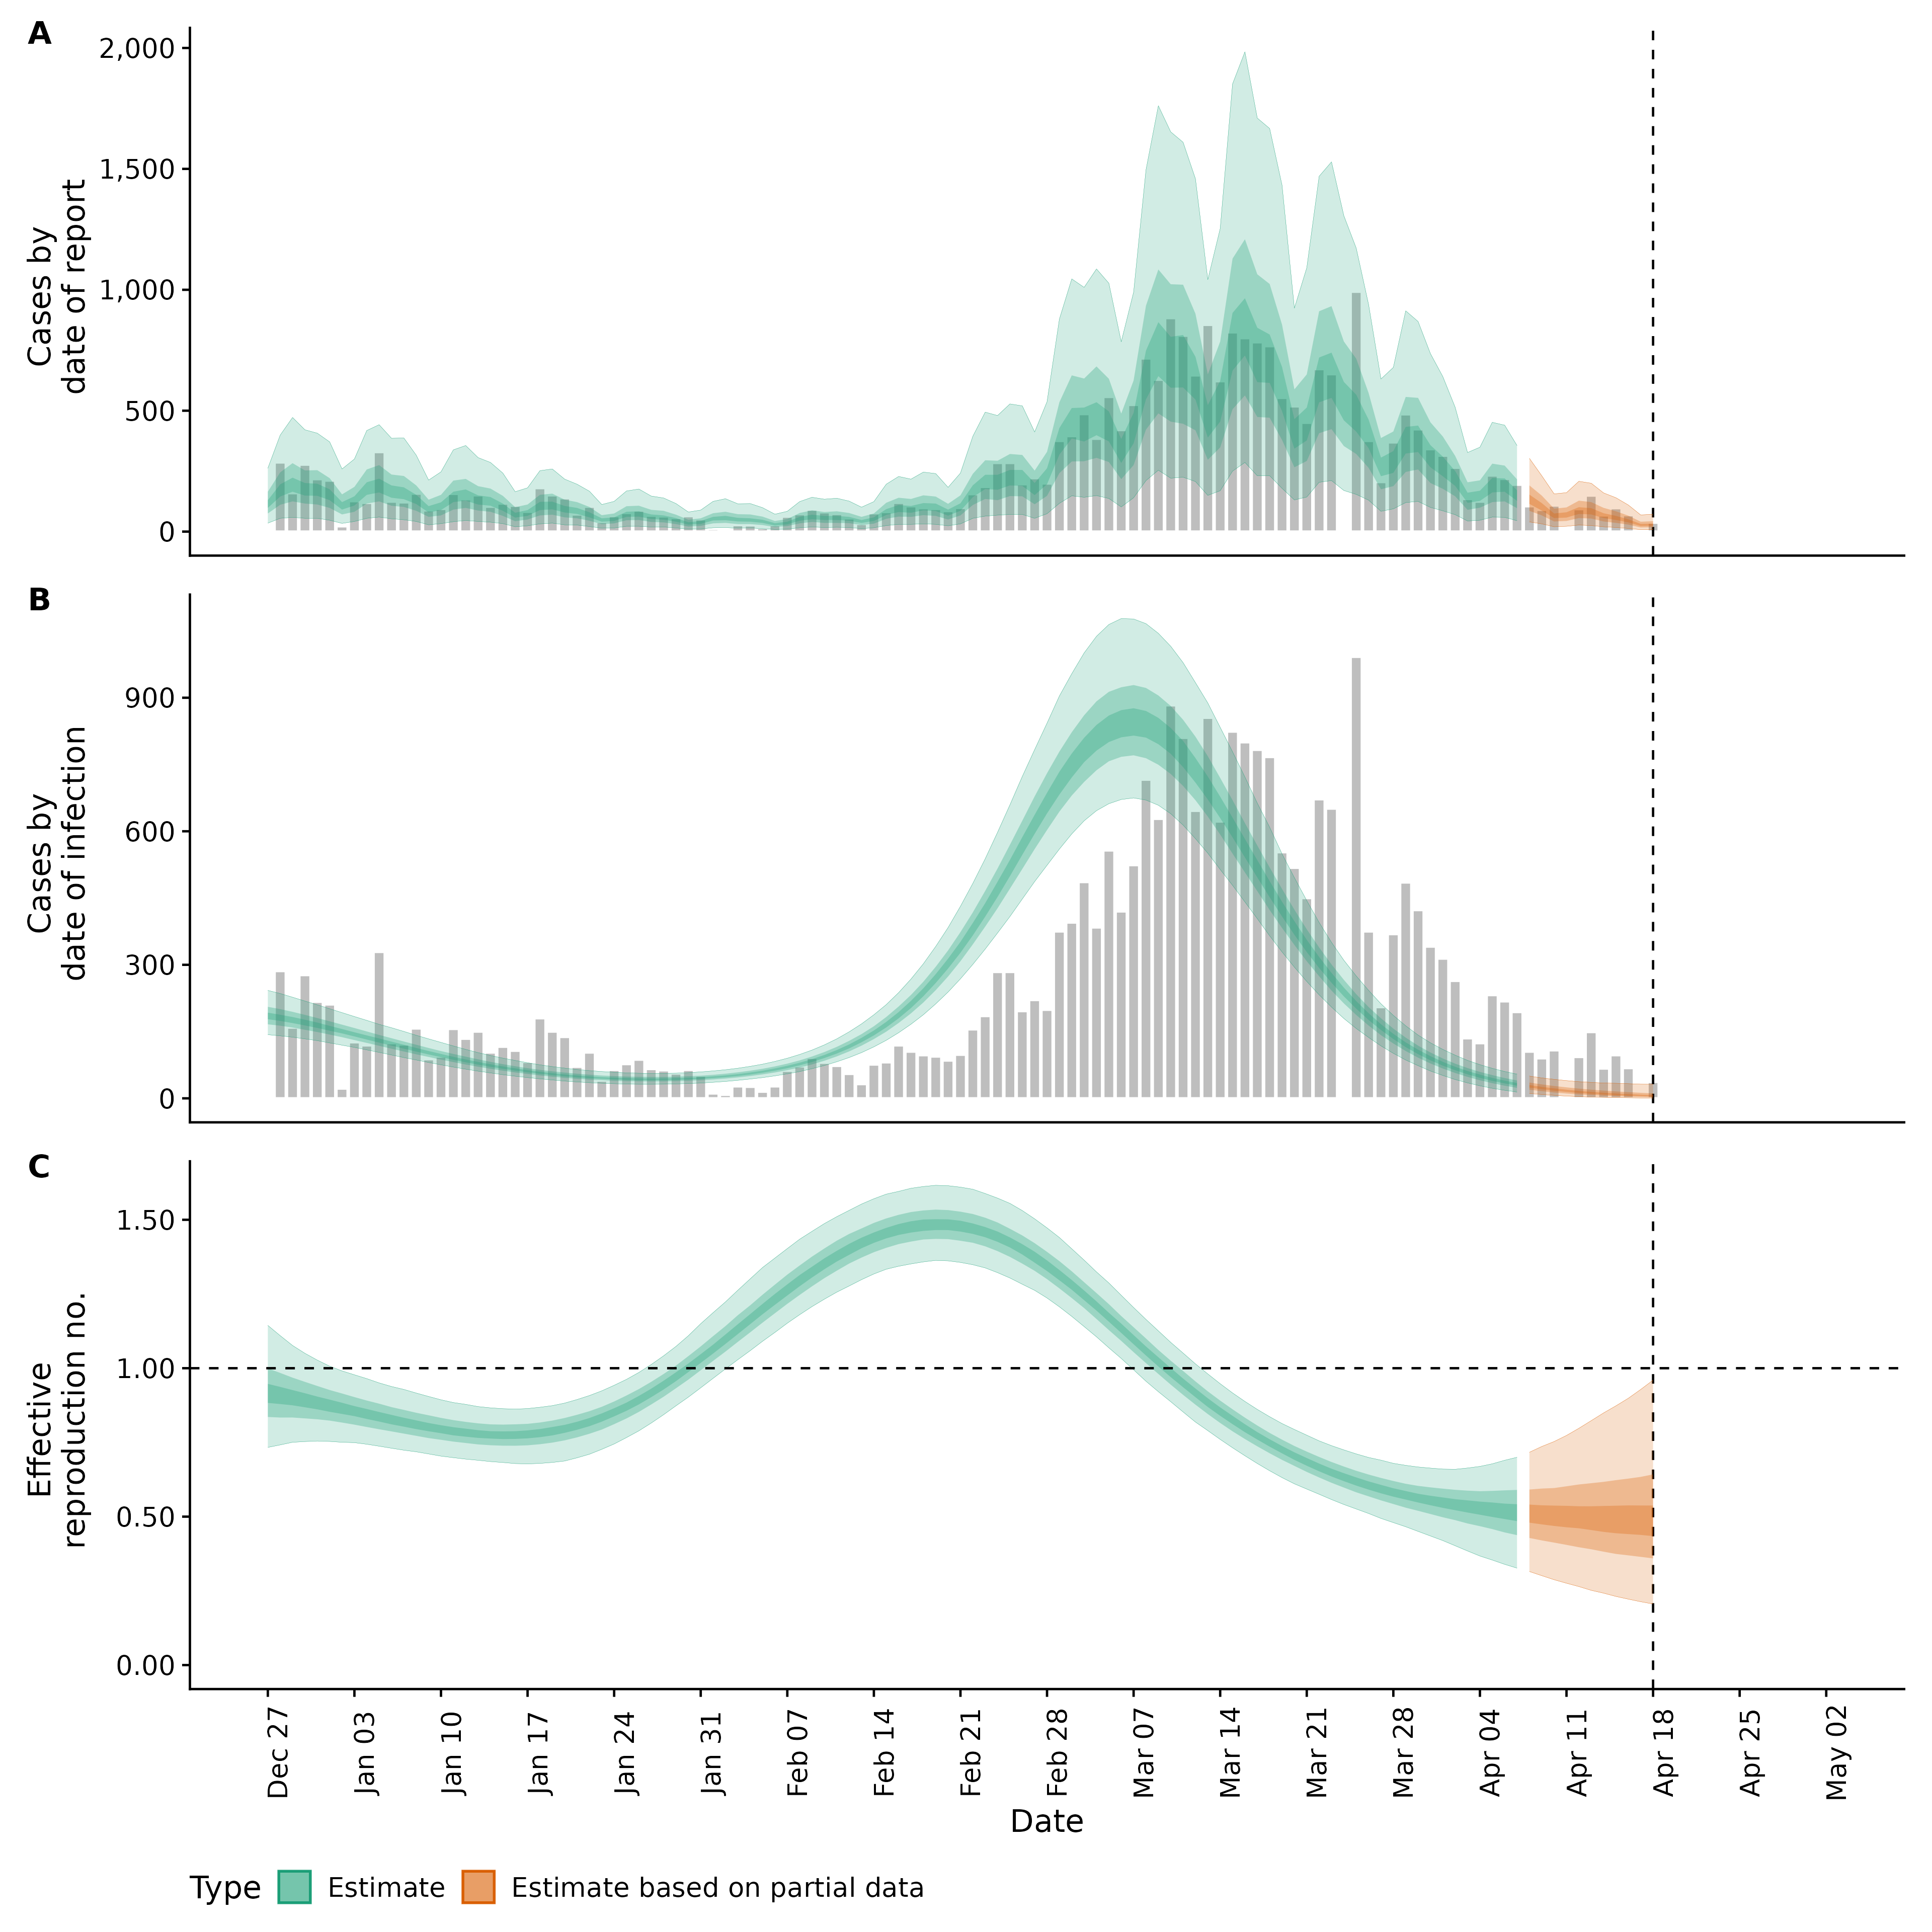 A
Cases by
date of report
2,000
1,500
1,000
500
0
B
Cases by
date of infection
900
600
300
0
C
Effective
reproduction no.
1.50
1.00
0.50
0.00
Dec 27
Jan 03
Jan 10
Jan 17
Jan 24
Jan 31
Feb 07
Feb 14
Feb 21
Feb 28
Mar 07
Mar 14
Mar 21
Mar 28
Apr 04
Apr 11
Apr 18
Apr 25
May 02
Date
Type
Estimate
Estimate based on partial data